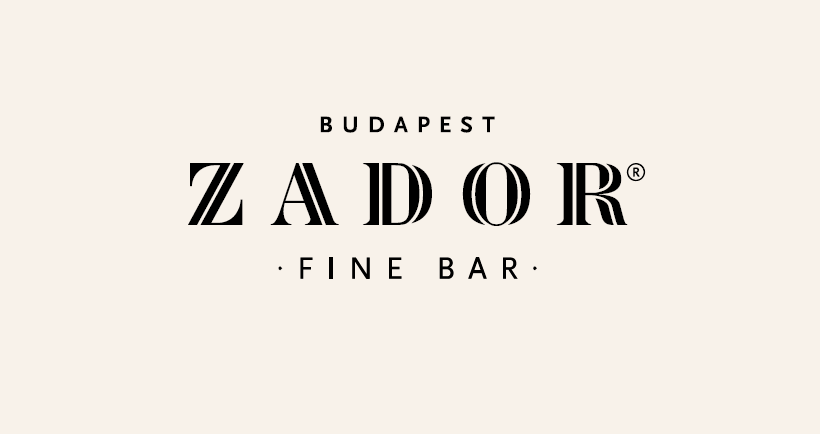 BUDAPEST
ZADOR®
·FINE BAR·